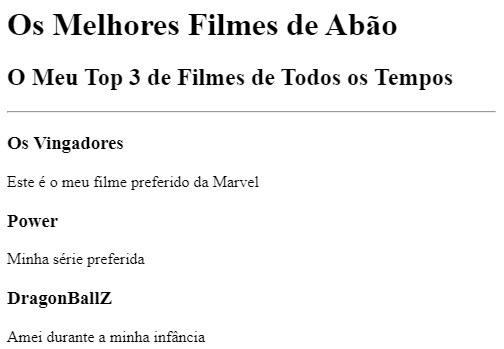 Os Melhores Filmes de Abão
O Meu Top 3 de Filmes de Todos os Tempos
Os Vingadores
Este é o meu filme preferido da Marvel
Power
Minha série preferida
DragonBallZ
Amei durante a minha infância